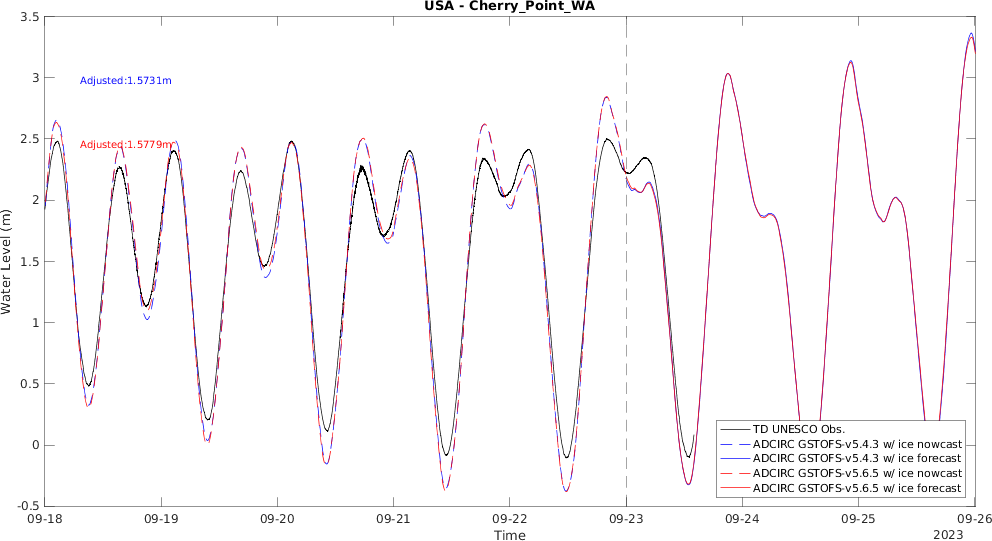 USA - Cherry_Point_WA
3.5
3
2.5
2
1.5
1
0.5
0
-0.5
Water Level (m)
Adjusted:1.5731m
Adjusted:1.5779m
TD UNESCO Obs.
ADCIRC GSTOFS-v5.4.3 w/ ice nowcast
ADCIRC GSTOFS-v5.4.3 w/ ice forecast
ADCIRC GSTOFS-v5.6.5 w/ ice nowcast
ADCIRC GSTOFS-v5.6.5 w/ ice forecast
09-18 09-19 09-20 09-21 09-22 09-23 09-24 09-25 09-26
Time
2023